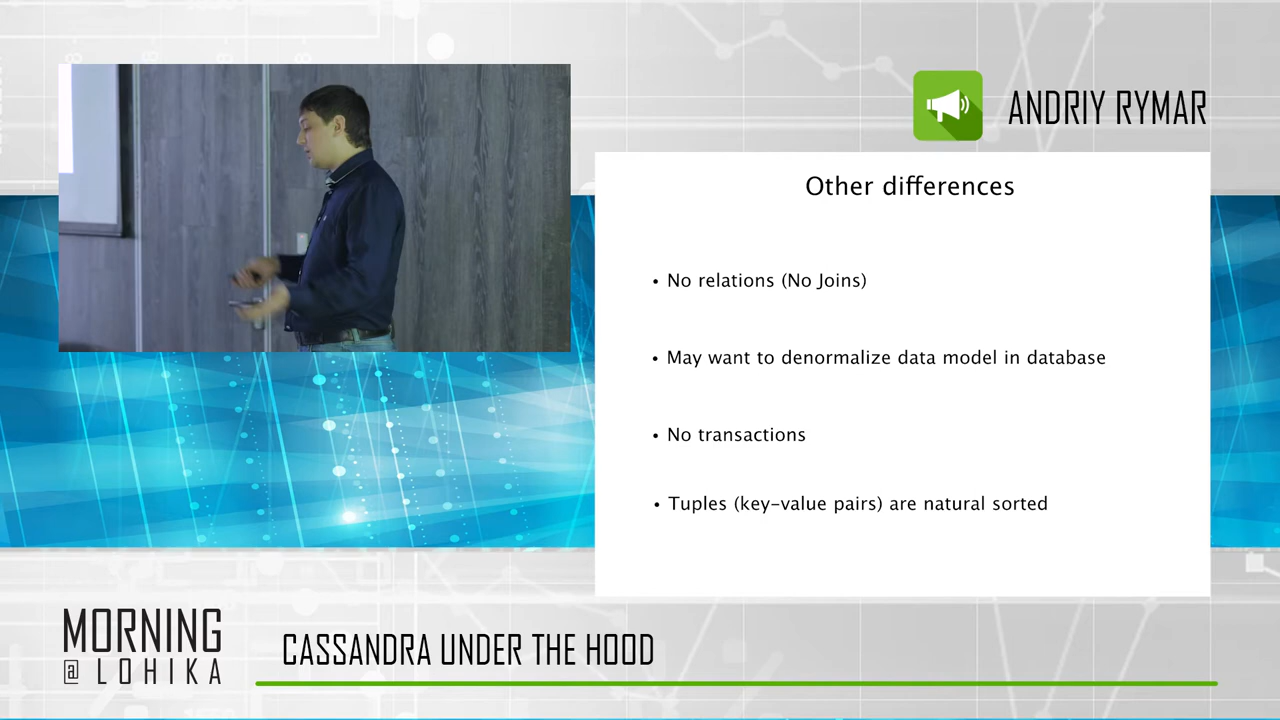 ANDRIY RYMAR
Other differences
• No relations (No Joins)
• May want to denormalize data model in database
• No transactions
• Tuples (key-value pairs) are natural sorted
MORNING
@ LOHIKA
CASSANDRA UNDER THE HOOD